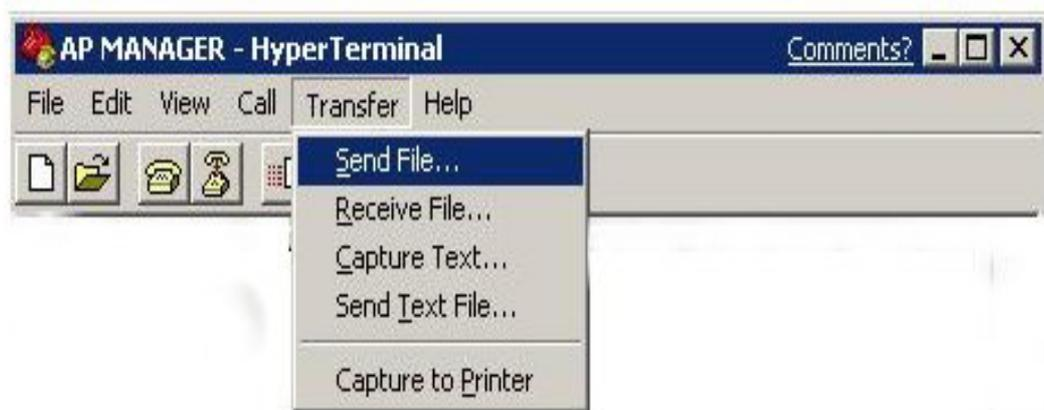 AP MANAGER - HyperTerminal Comments?
File Edit View Call Transfer Help
Send File...
Receive File...
Capture Text...
Send Text File...
Capture to Printer